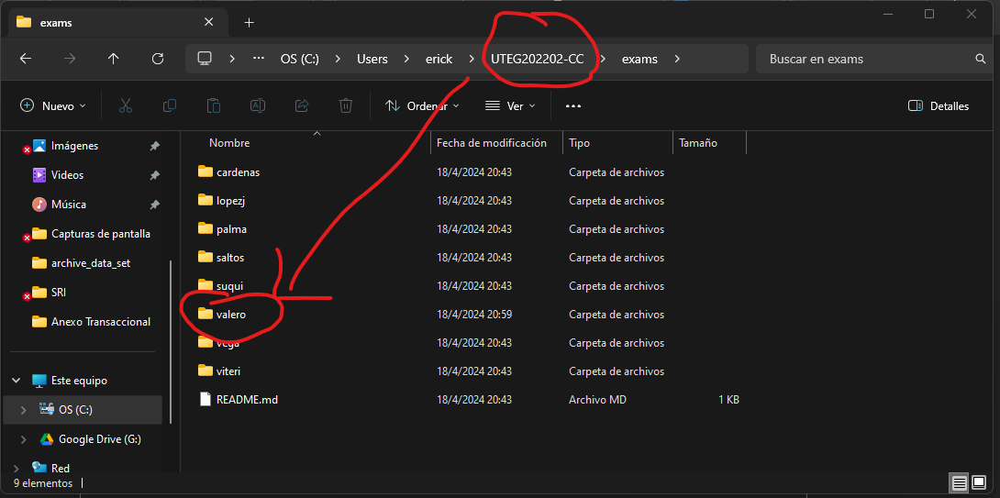 exams
OS (C:) Users erick UTEG202202-CC exams
Buscar en exams
Nuevo
Ordenar
Ver
Detalles
Nombre Fecha de modificación Tipo Tamaño
Imágenes
Videos
Música
Capturas de pantalla
archive_data_set
SRI
Anexo Transaccional
Este equipo
OS (C:)
Google Drive (G:)
Red
cardenas 18/4/2024 20:43 Carpeta de archivos
lopezj 18/4/2024 20:43 Carpeta de archivos
palma 18/4/2024 20:43 Carpeta de archivos
saltos 18/4/2024 20:43 Carpeta de archivos
suqui 18/4/2024 20:43 Carpeta de archivos
valero 18/4/2024 20:59 Carpeta de archivos
vega 18/4/2024 20:43 Carpeta de archivos
viteri 18/4/2024 20:43 Carpeta de archivos
README.md 18/4/2024 20:43 Archivo MD 1 KB
9 elementos